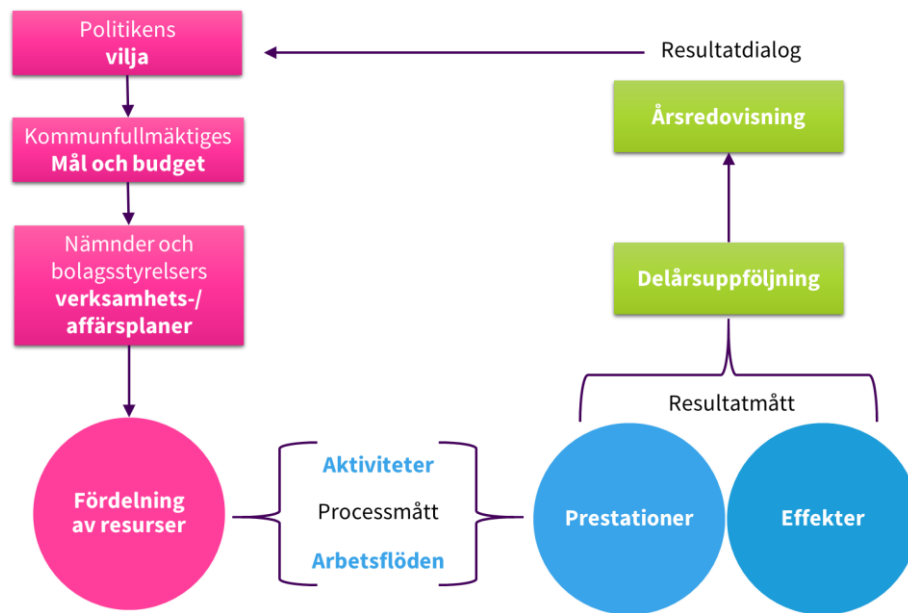 Politikens
vilja
Kommunfullmäktiges
Mål och budget
Nämnder och
bolagsstyrelsers
verksamhets-/
affärsplaner
Fördelning
av resurser
Aktiviteter
Processmått
Arbetsflöden
Prestationer
Effekter
Resultatmått
Delårsuppföljning
Årsredovisning
Resultatdialog